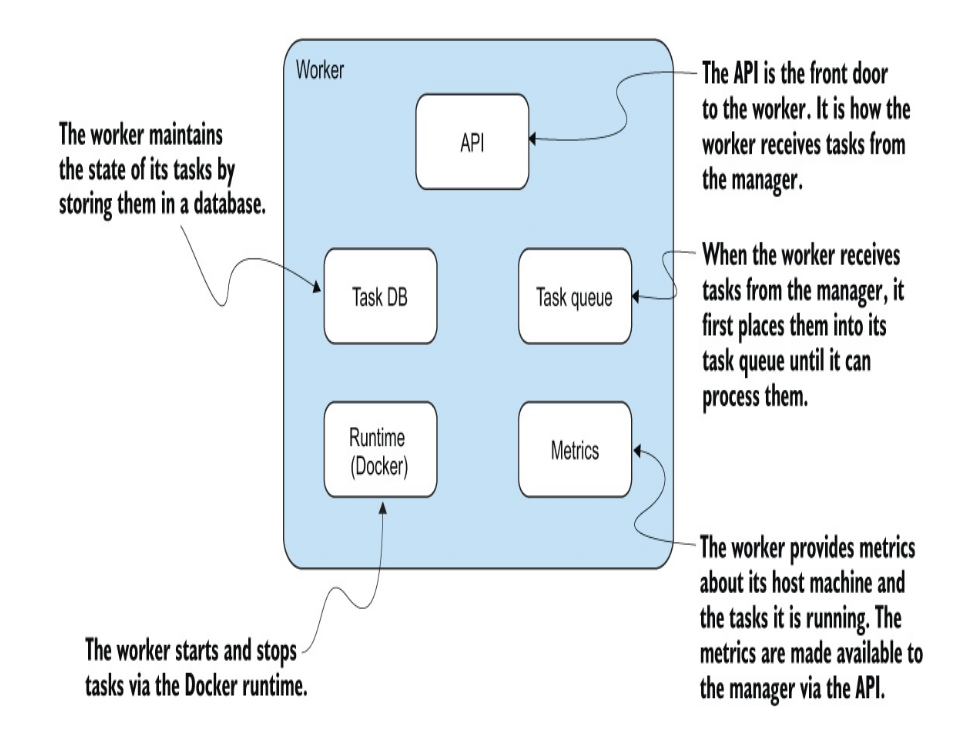 Worker
API
The API is the front door
to the worker. It is how the
worker receives tasks from
the manager.
The worker maintains
the state of its tasks by
storing them in a database.
Task DB
Task queue
When the worker receives
tasks from the manager, it
first places them into its
task queue until it can
process them.
Runtime
(Docker)
Metrics
The worker provides metrics
about its host machine and
the tasks it is running. The
metrics are made available to
the manager via the API.
The worker starts and stops
tasks via the Docker runtime.